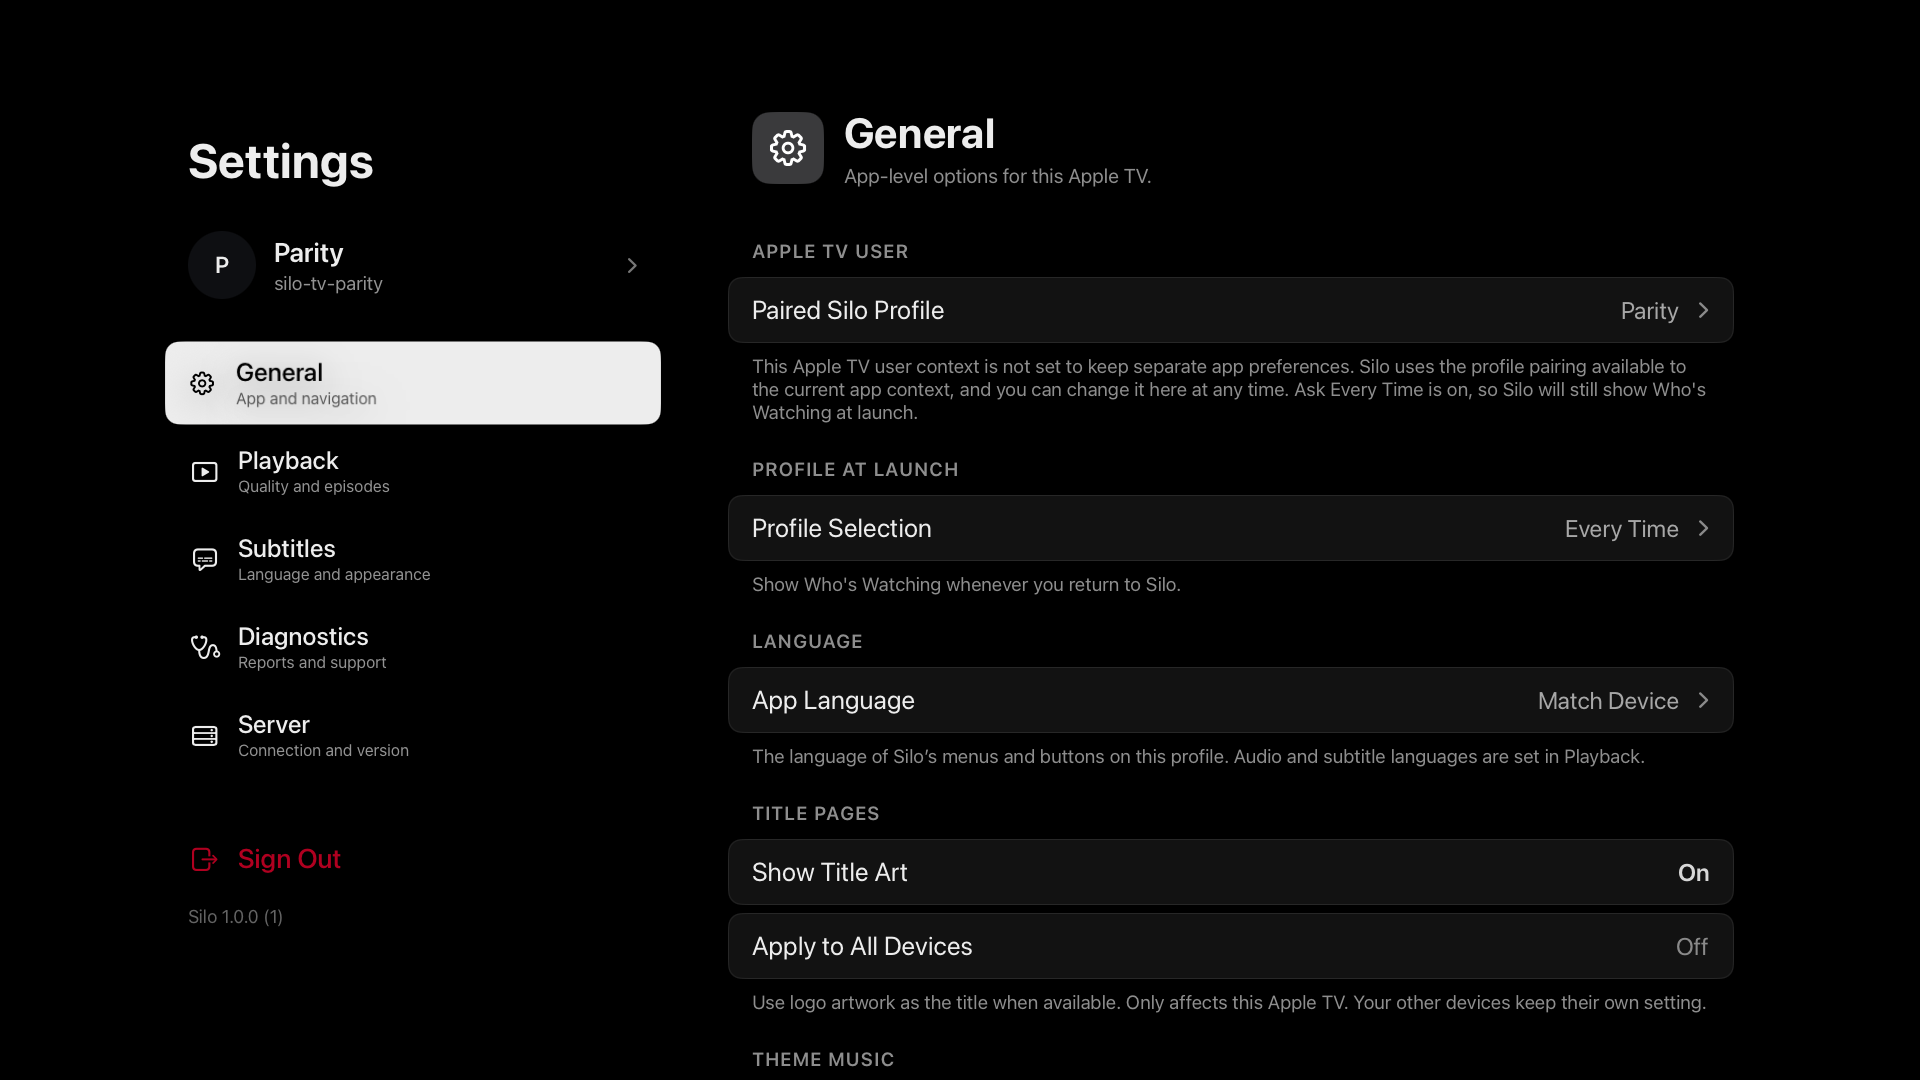 Settings
P
Parity
silo-tv-parity
General
App and navigation
Playback
Quality and episodes
Subtitles
Language and appearance
Diagnostics
Reports and support
Server
Connection and version
Sign Out
Silo 1.0.0 (1)
General
App-level options for this Apple TV.
APPLE TV USER
Paired Silo Profile
Parity
This Apple TV user context is not set to keep separate app preferences. Silo uses the profile pairing available to
the current app context, and you can change it here at any time. Ask Every Time is on, so Silo will still show Who's
Watching at launch.
PROFILE AT LAUNCH
Profile Selection
Every Time
Show Who's Watching whenever you return to Silo.
LANGUAGE
App Language
Match Device
The language of Silo’s menus and buttons on this profile. Audio and subtitle languages are set in Playback.
TITLE PAGES
Show Title Art
On
Apply to All Devices
Off
Use logo artwork as the title when available. Only affects this Apple TV. Your other devices keep their own setting.
THEME MUSIC